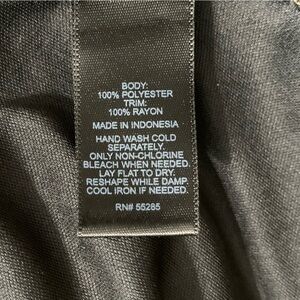 BODY:
100% POLYESTER
TRIM:
100% RAYON
MADE IN INDONESIA
HAND WASH COLD
SEPARATELY.
ONLY NON-CHLORINE
BLEACH WHEN NEEDED.
LAY FLAT TO DRY.
RESHAPE WHILE DAMP.
COOL IRON IF NEEDED.
RN# 55285